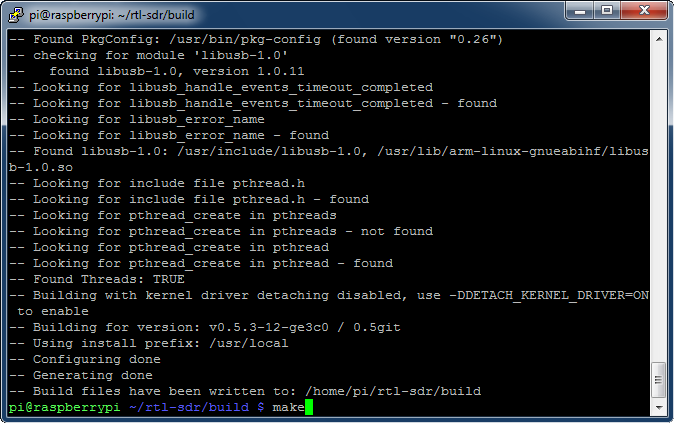 pi@raspberrypi: ~/rtl-sdr/build
-- Found PkgConfig: /usr/bin/pkg-config (found version "0.26")
-- checking for module 'libusb-1.0'
--   found libusb-1.0, version 1.0.11
-- Looking for libusb_handle_events_timeout_completed
-- Looking for libusb_handle_events_timeout_completed - found
-- Looking for libusb_error_name
-- Looking for libusb_error_name - found
-- Found libusb-1.0: /usr/include/libusb-1.0, /usr/lib/arm-linux-gnueabihf/libus
b-1.0.so
-- Looking for include file pthread.h
-- Looking for include file pthread.h - found
-- Looking for pthread_create in pthreads
-- Looking for pthread_create in pthreads - not found
-- Looking for pthread_create in pthread
-- Looking for pthread_create in pthread - found
-- Found Threads: TRUE
-- Building with kernel driver detaching disabled, use -DDETACH_KERNEL_DRIVER=ON
 to enable
-- Building for version: v0.5.3-12-ge3c0 / 0.5git
-- Using install prefix: /usr/local
-- Configuring done
-- Generating done
-- Build files have been written to: /home/pi/rtl-sdr/build
pi@raspberrypi ~/rtl-sdr/build $ make